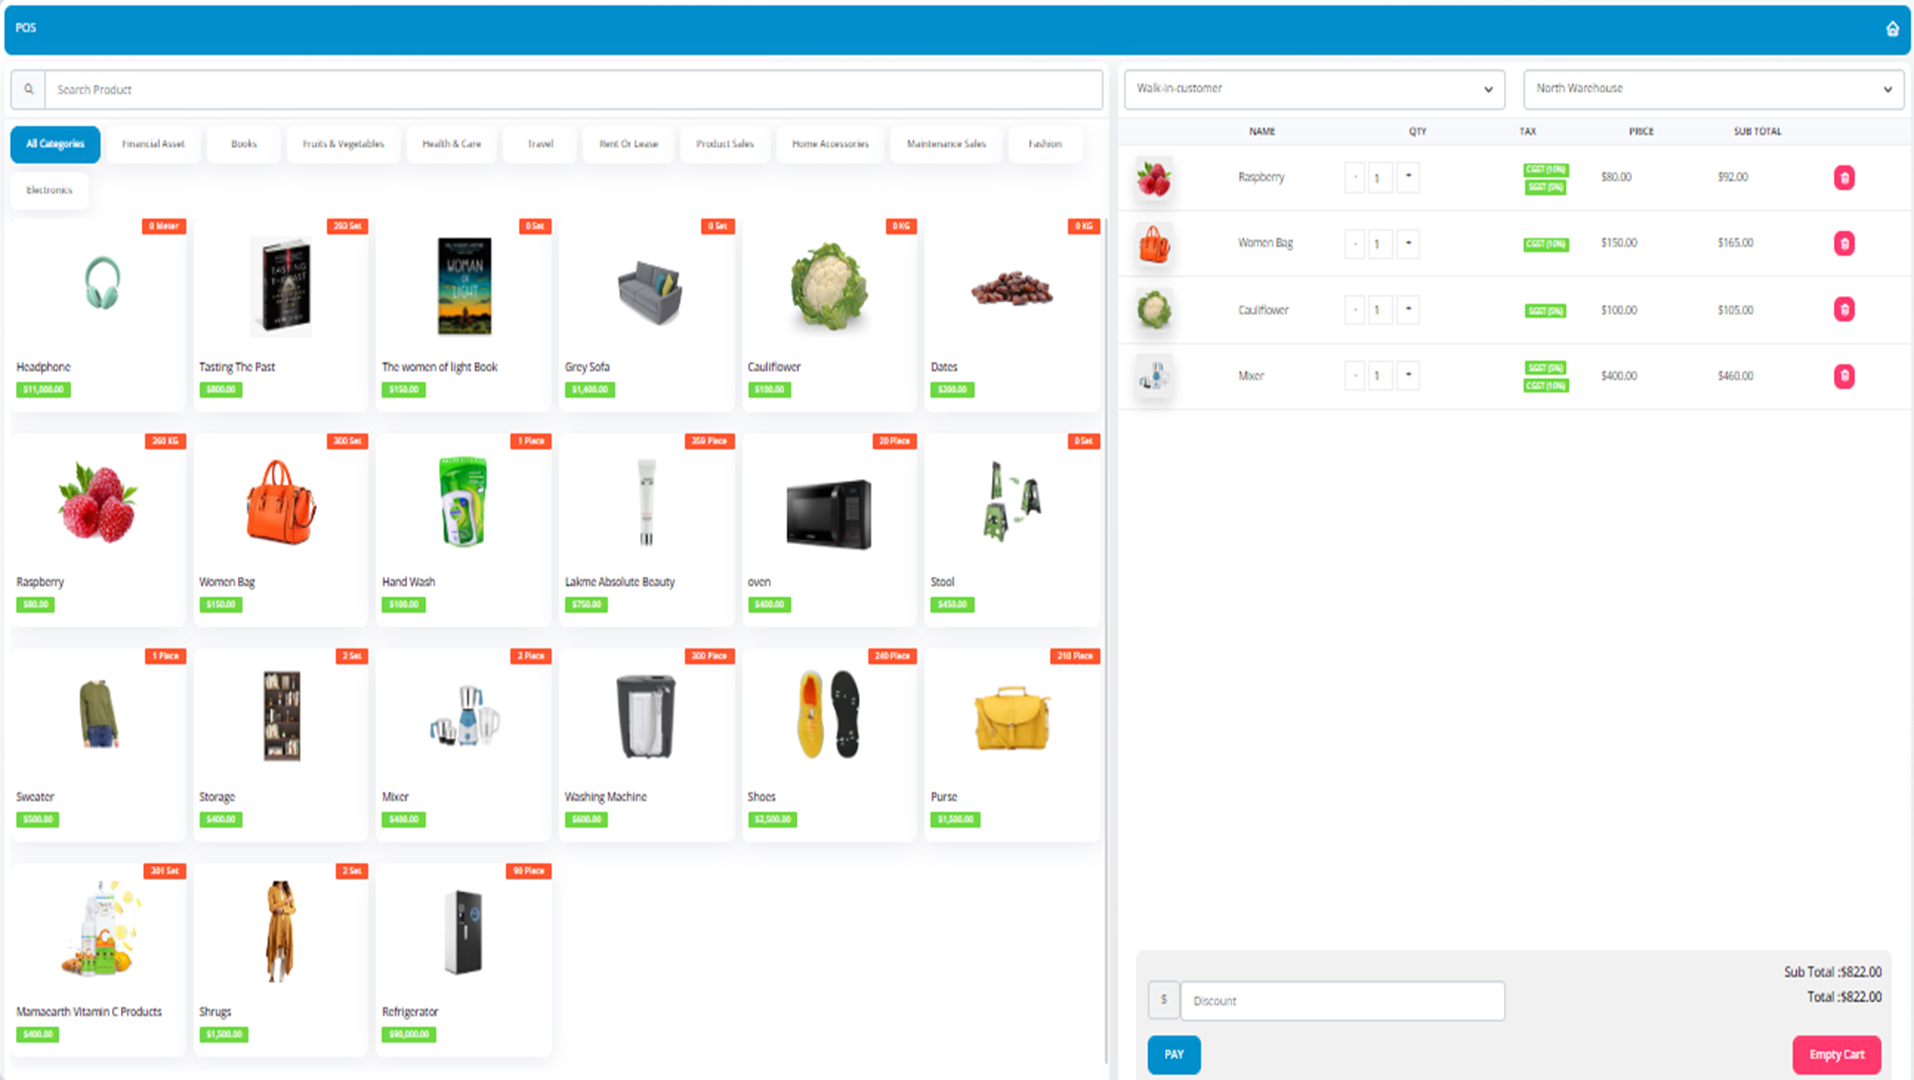 POS
Search Product
All Categories
Financial Asset
Books
Fruits & Vegetables
Health & Care
Travel
Rent Or Lease
Product Sales
Home Accessories
Maintenance Sales
Fashion
Electronics
0 Meter
Headphone
$11,000.00
293 Set
TASTING
Tasting The Past
$800.00
0 Set
WOMAN
OF
LIGHT
The women of light Book
$150.00
0 Set
Grey Sofa
$1,400.00
0 KG
Cauliflower
$100.00
0 KG
Dates
$200.00
260 KG
Raspberry
$80.00
300 Set
Women Bag
$150.00
1 Piece
Hand Wash
$100.00
359 Piece
Lakme Absolute Beauty
$750.00
20 Piece
oven
$400.00
0 Set
Stool
$450.00
1 Piece
Sweater
$500.00
2 Set
Storage
$400.00
2 Piece
Mixer
$400.00
300 Piece
Washing Machine
$600.00
240 Piece
Shoes
$2,500.00
210 Piece
Purse
$1,500.00
301 Set
Mamaearth Vitamin C Products
$400.00
2 Set
Shrugs
$1,500.00
90 Piece
Refrigerator
$90,000.00
Walk-in-customer
North Warehouse
NAME QTY TAX PRICE SUB TOTAL
Raspberry - 1 + CGST (10%) SGST (5%) $80.00 $92.00
Women Bag - 1 + CGST (10%) $150.00 $165.00
Cauliflower - 1 + SGST (5%) $100.00 $105.00
Mixer - 1 + SGST (5%) CGST (10%) $400.00 $460.00
Sub Total :$822.00
$ Discount
Total :$822.00
PAY
Empty Cart